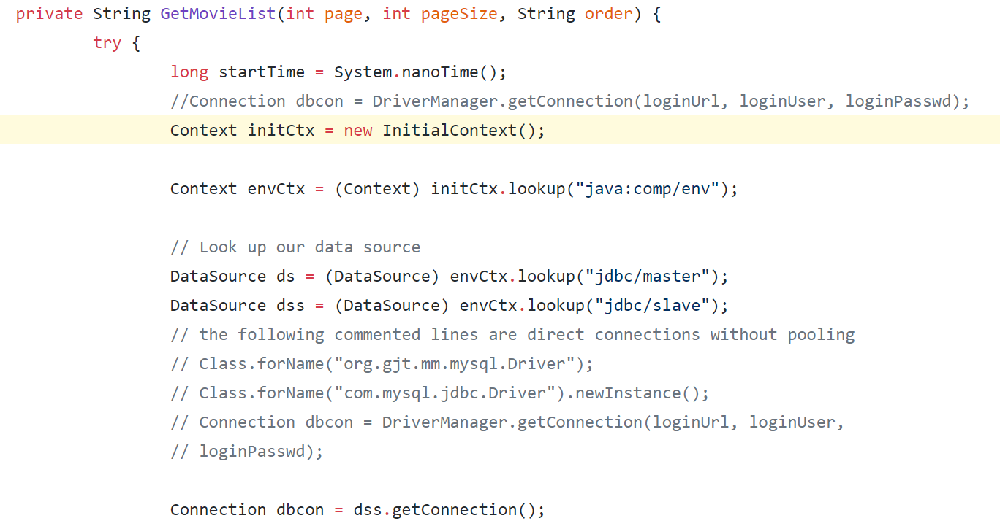 private String GetMovieList(int page, int pageSize, String order) {
try {
long startTime = System.nanoTime();
//Connection dbcon = DriverManager.getConnection(loginUrl, loginUser, loginPasswd);
Context initCtx = new InitialContext();
Context envCtx = (Context) initCtx.lookup("java:comp/env");
// Look up our data source
DataSource ds = (DataSource) envCtx.lookup("jdbc/master");
DataSource dss = (DataSource) envCtx.lookup("jdbc/slave");
// the following commented lines are direct connections without pooling
// Class.forName("org.gjt.mm.mysql.Driver");
// Class.forName("com.mysql.jdbc.Driver").newInstance();
// Connection dbcon = DriverManager.getConnection(loginUrl, loginUser,
// loginPasswd);
Connection dbcon = dss.getConnection();